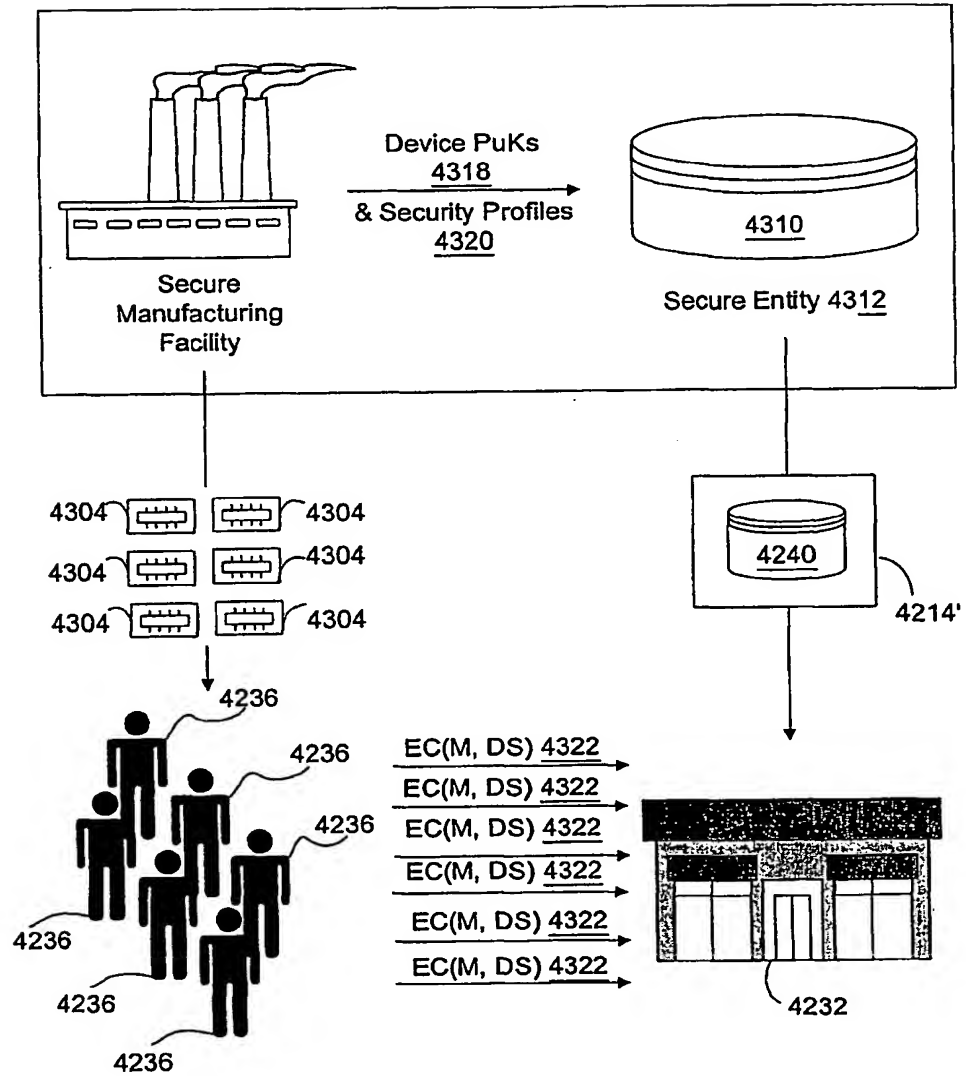 Device PuKs
4318
& Security Profiles
4320
4310
Secure
Manufacturing
Facility
Secure Entity 4312
4304
4304
4304
4304
4304
4304
4240
4214'
4236
4236
4236
4236
4236
4236
EC(M, DS) 4322
EC(M, DS) 4322
EC(M, DS) 4322
EC(M, DS) 4322
EC(M, DS) 4322
EC(M, DS) 4322
4232